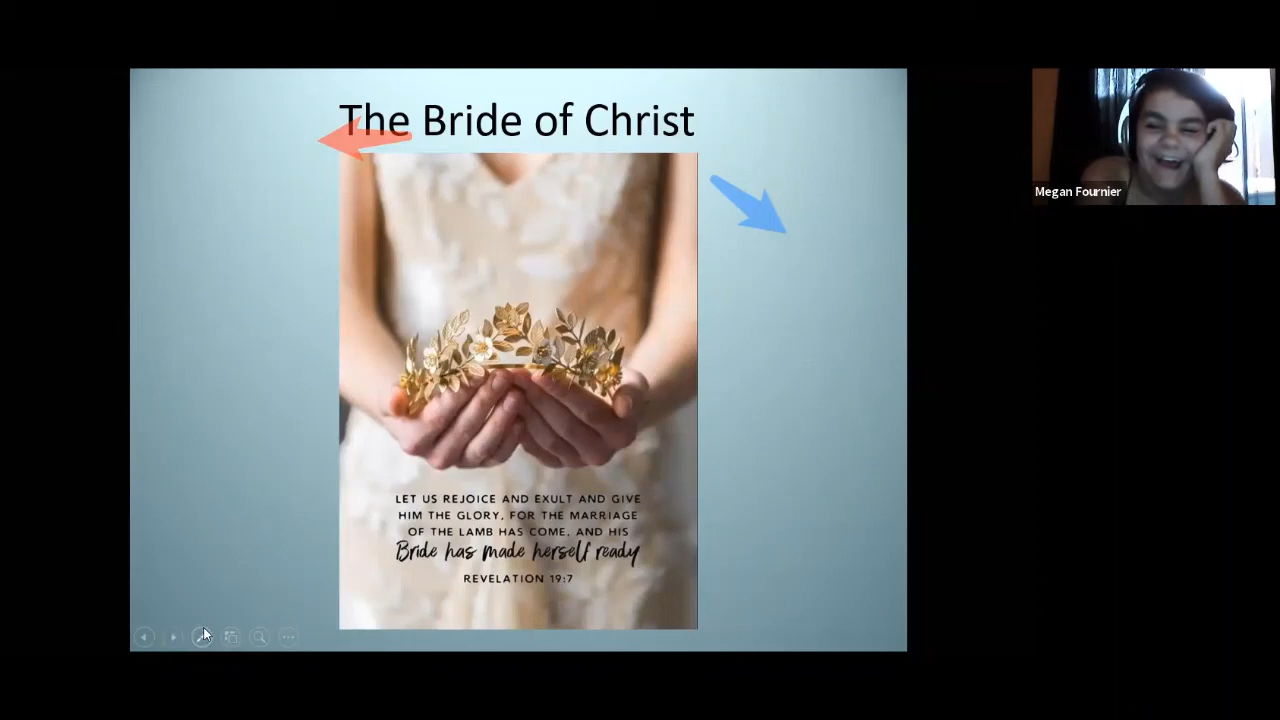 The Bride of Christ
Megan Fournier
LET US REJOICE AND EXULT AND GIVE
HIM THE GLORY, FOR THE MARRIAGE
OF THE LAMB HAS COME, AND HIS
Bride has made herself ready
REVELATION 19:7